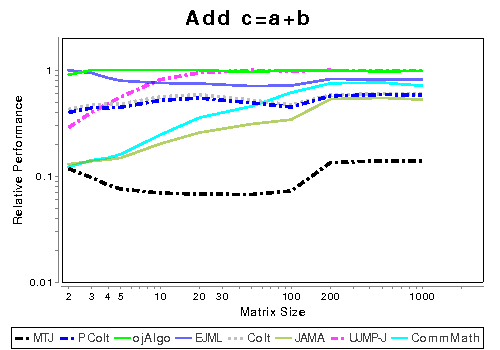 Add c=a+b
Relative Performance
1
0.1
0.01
2 3 4 5 10 20 30 100 200 1000
Matrix Size
MTJ PColt ojAlgo EJML Colt JAMA UJMP-J CommMath